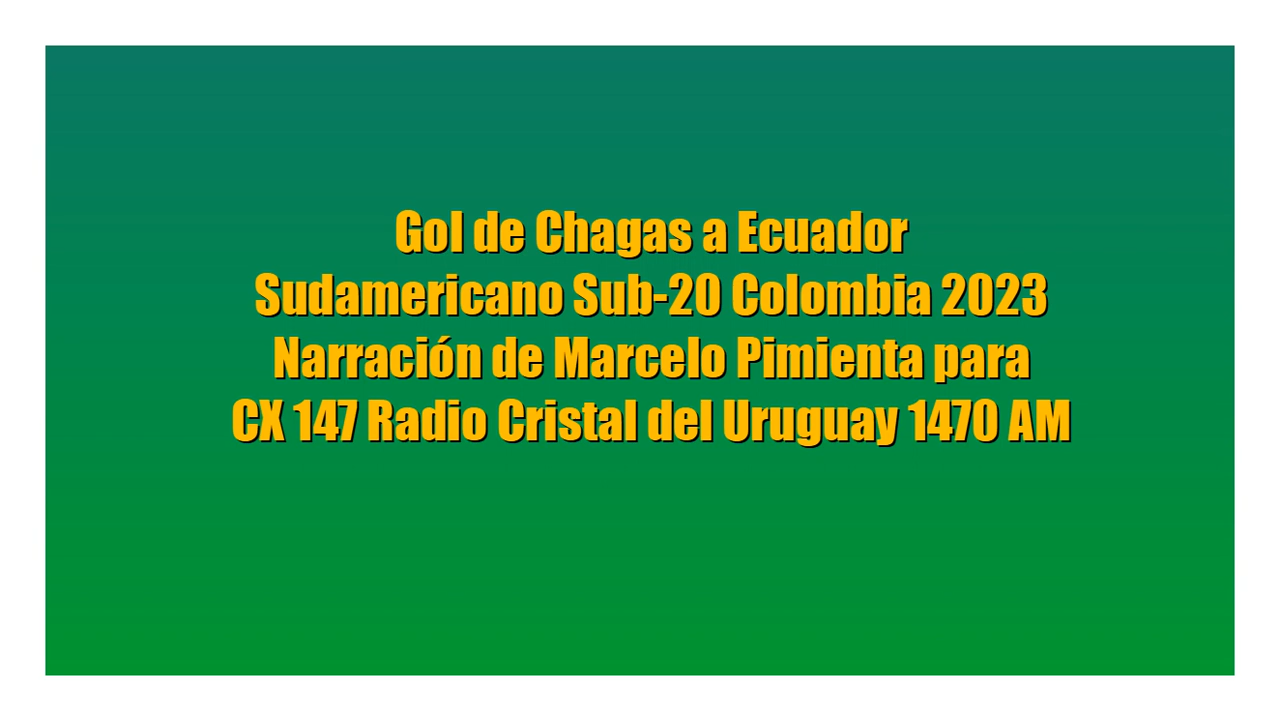 Gol de Chagas a Ecuador
Sudamericano Sub-20 Colombia 2023
Narración de Marcelo Pimienta para
CX 147 Radio Cristal del Uruguay 1470 AM